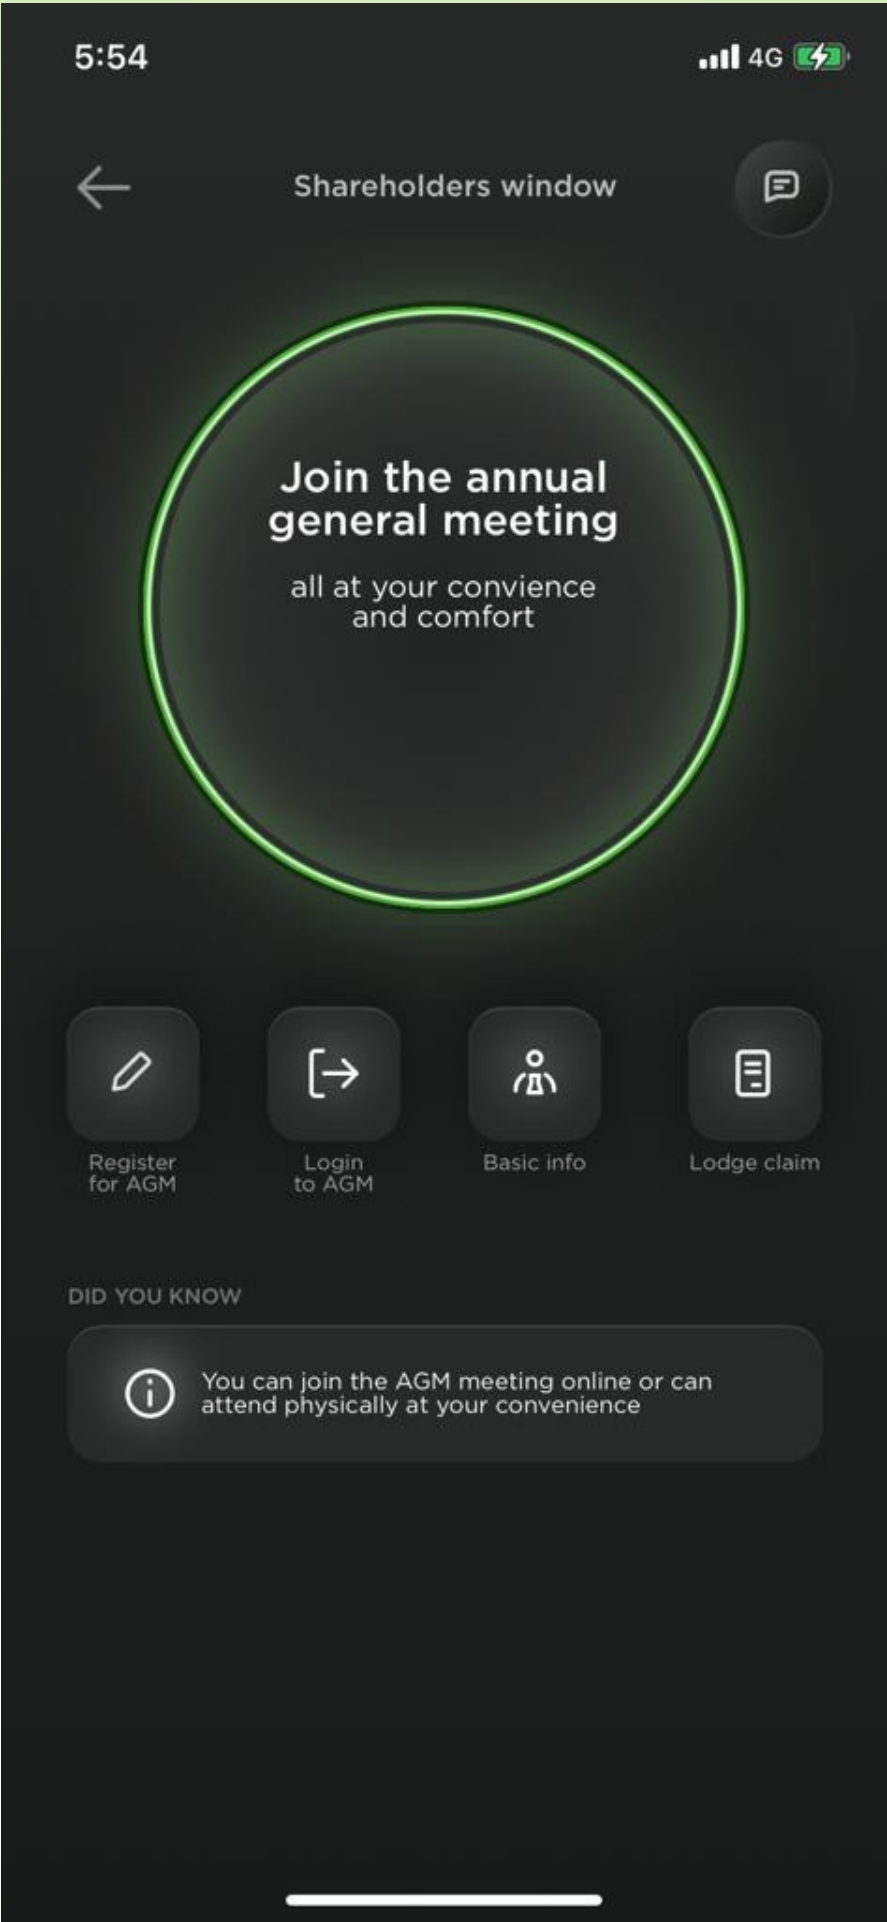 5:54
4G
Shareholders window
Join the annual
general meeting
all at your convience
and comfort
Register
for AGM
Login
to AGM
Basic info
Lodge claim
DID YOU KNOW
You can join the AGM meeting online or can
attend physically at your convenience